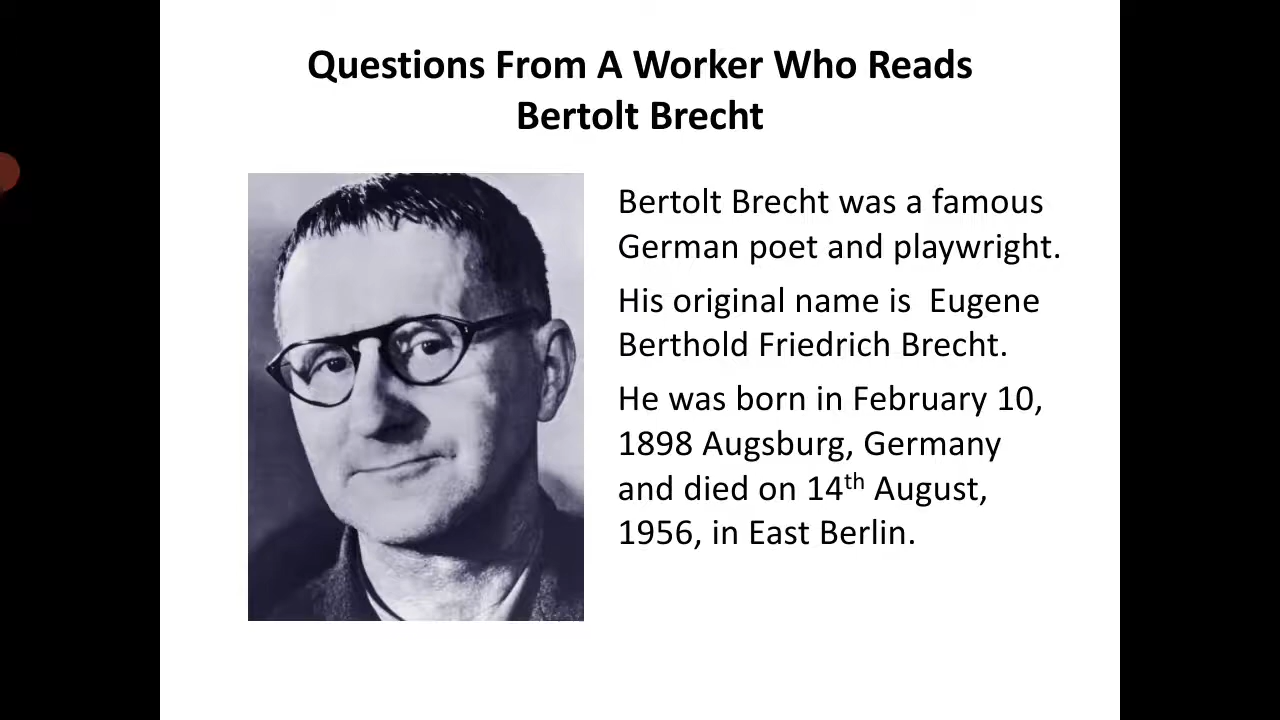 Questions From A Worker Who Reads
Bertolt Brecht
Bertolt Brecht was a famous
German poet and playwright.
His original name is  Eugene
Berthold Friedrich Brecht.
He was born in February 10,
1898 Augsburg, Germany
and died on 14th August,
1956, in East Berlin.